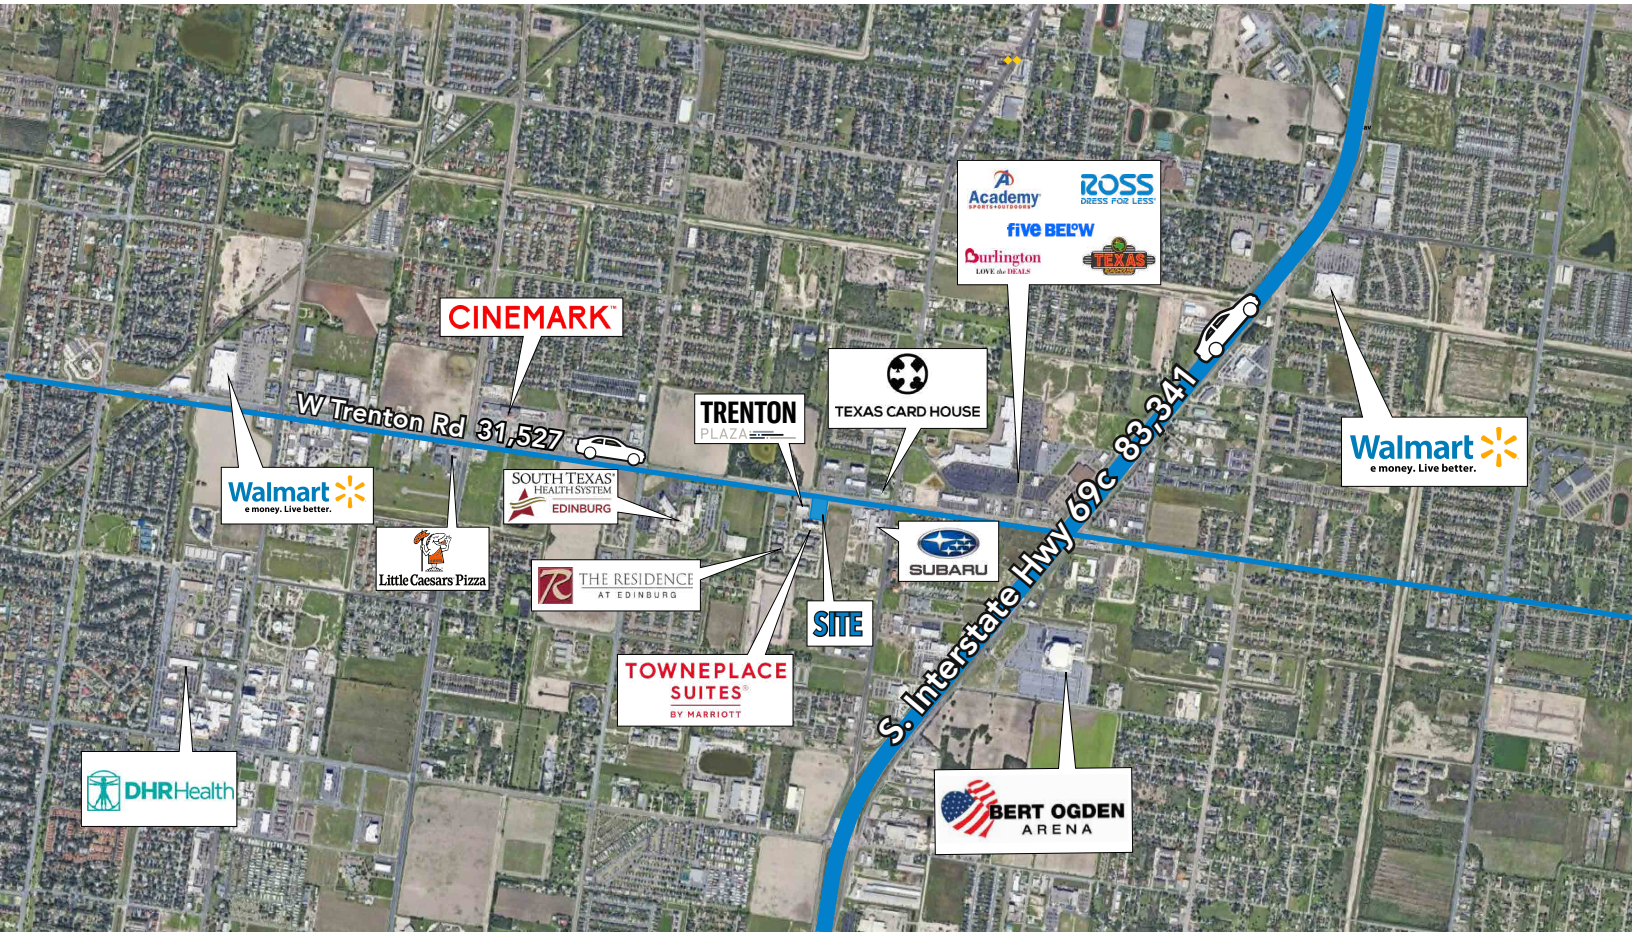 Academy
SPORTS+OUTDOORS
ROSS
DRESS FOR LESS
five BELOW
Burlington
LOVE the DEALS
TEXAS
CINEMARK™
TEXAS CARD HOUSE
TRENTON
PLAZA
W Trenton Rd 31,527
S. Interstate Hwy 69c 83,341
Walmart
e money. Live better.
Walmart
e money. Live better.
SOUTH TEXAS®
HEALTH SYSTEM
EDINBURG
Little Caesars Pizza
R THE RESIDENCE
AT EDINBURG
SUBARU
SITE
TOWNEPLACE
SUITES®
BY MARRIOTT
DHRHealth
BERT OGDEN
ARENA